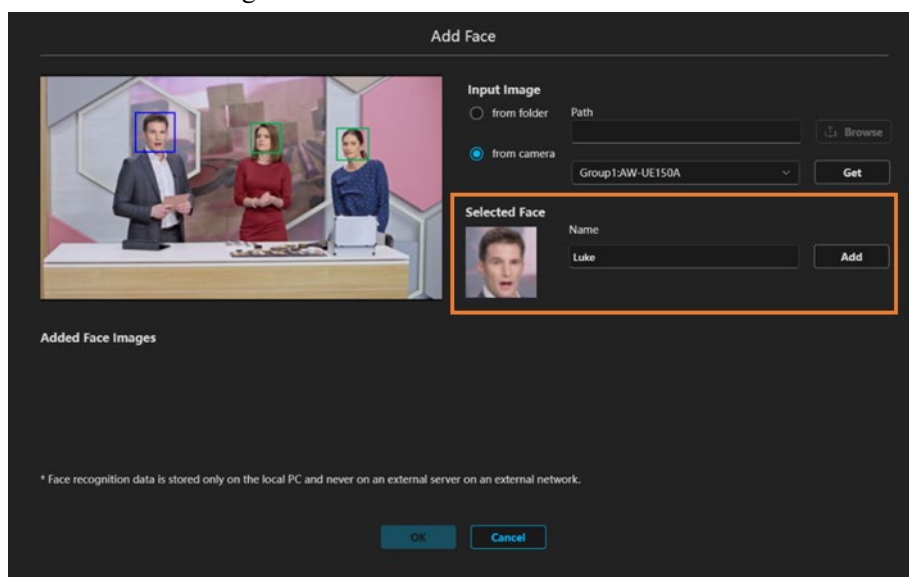 Add Face
Input Image
from folder
Path
Browse
from camera
Group1:AW-UE150A
Get
Selected Face
Name
Luke
Add
Added Face Images
* Face recognition data is stored only on the local PC and never on an external server on an external network.
OK
Cancel